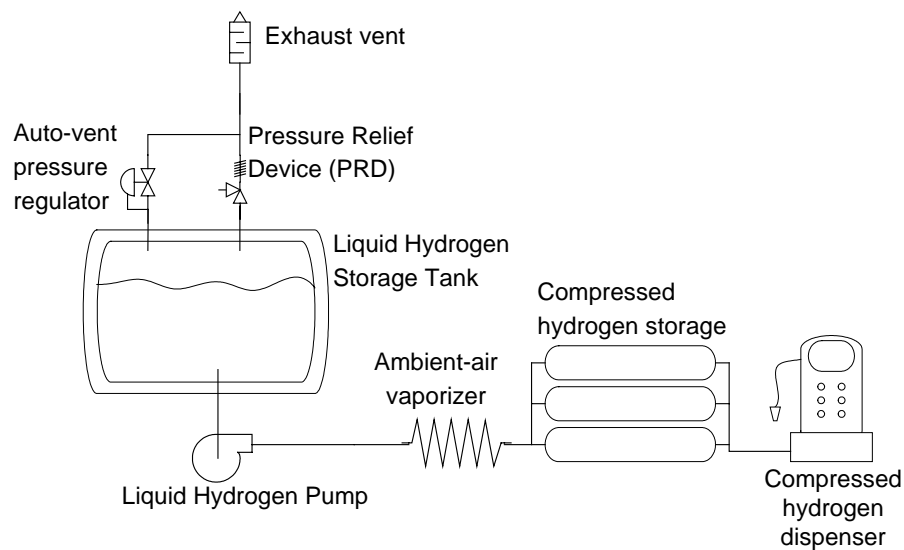 Exhaust vent
Auto-vent
pressure
regulator
Pressure Relief
Device (PRD)
Liquid Hydrogen
Storage Tank
Compressed
hydrogen storage
Ambient-air
vaporizer
Liquid Hydrogen Pump
Compressed
hydrogen
dispenser